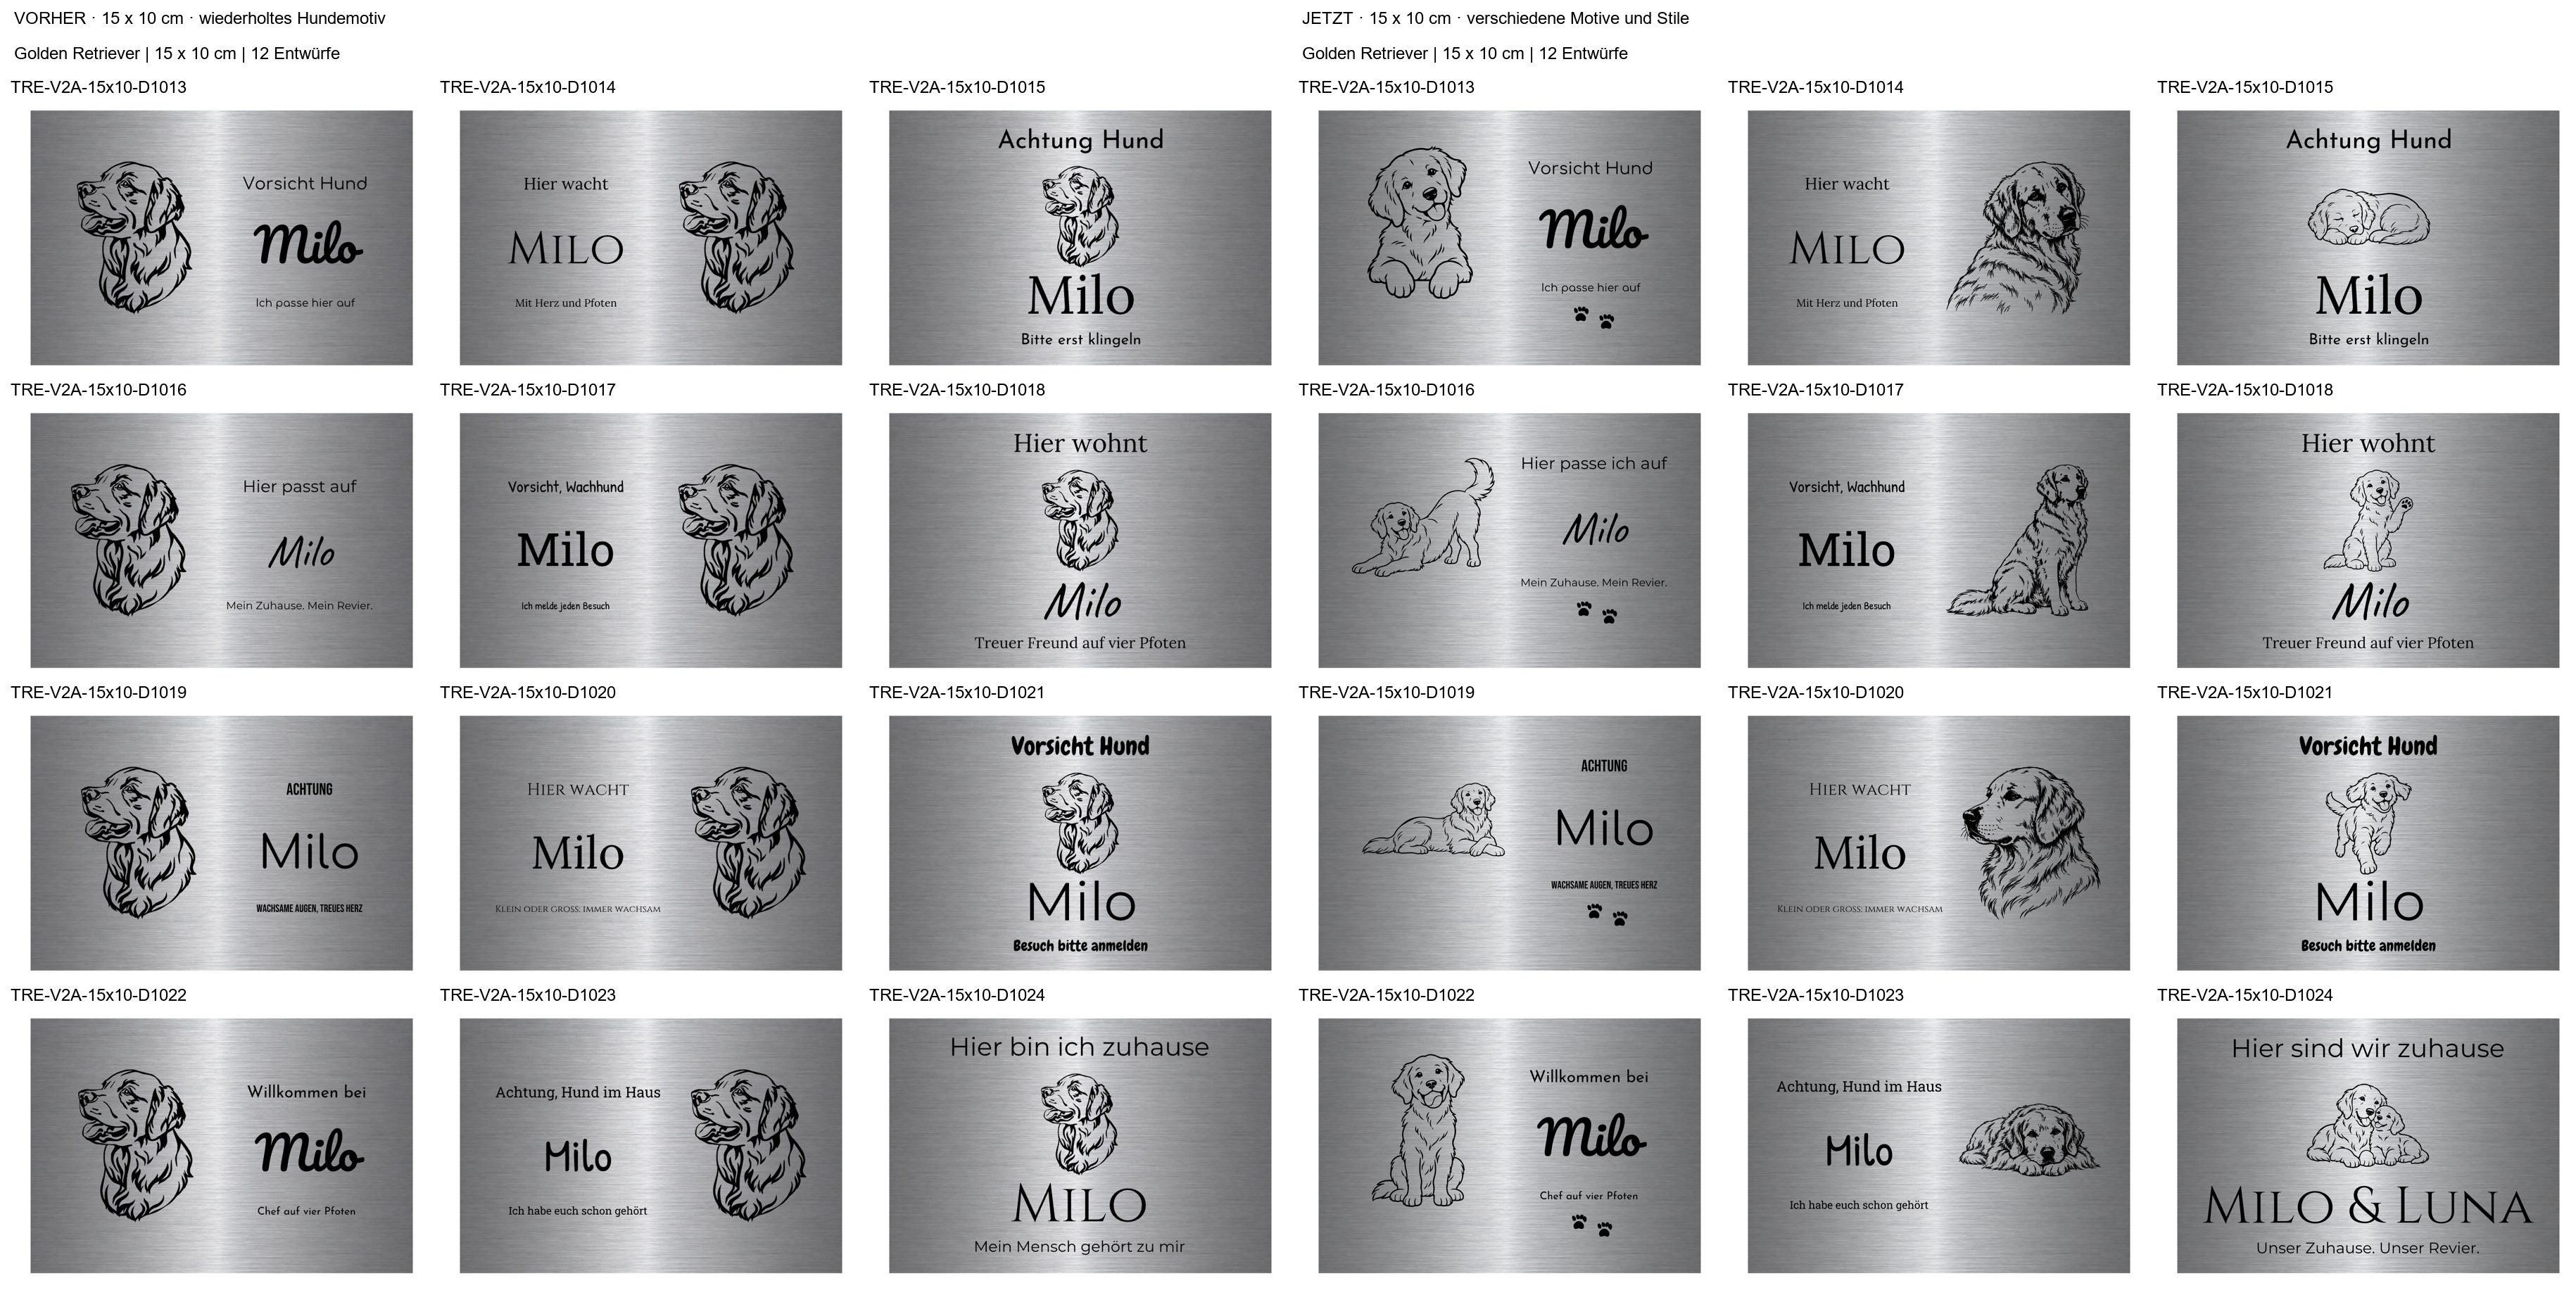 VORHER · 15 x 10 cm · wiederholtes Hundemotiv
Golden Retriever | 15 x 10 cm | 12 Entwürfe
TRE-V2A-15x10-D1013
Vorsicht Hund
Milo
Ich passe hier auf
TRE-V2A-15x10-D1014
Hier wacht
MILO
Mit Herz und Pfoten
TRE-V2A-15x10-D1015
Achtung Hund
Milo
Bitte erst klingeln
TRE-V2A-15x10-D1016
Hier passt auf
Milo
Mein Zuhause. Mein Revier.
TRE-V2A-15x10-D1017
Vorsicht, Wachhund
Milo
Ich melde jeden Besuch
TRE-V2A-15x10-D1018
Hier wohnt
Milo
Treuer Freund auf vier Pfoten
TRE-V2A-15x10-D1019
ACHTUNG
Milo
WACHSAME AUGEN, TREUES HERZ
TRE-V2A-15x10-D1020
HIER WACHT
Milo
KLEIN ODER GROSS: IMMER WACHSAM
TRE-V2A-15x10-D1021
Vorsicht Hund
Milo
Besuch bitte anmelden
TRE-V2A-15x10-D1022
Willkommen bei
Milo
Chef auf vier Pfoten
TRE-V2A-15x10-D1023
Achtung, Hund im Haus
Milo
Ich habe euch schon gehört
TRE-V2A-15x10-D1024
Hier bin ich zuhause
MILO
Mein Mensch gehört zu mir
JETZT · 15 x 10 cm · verschiedene Motive und Stile
Golden Retriever | 15 x 10 cm | 12 Entwürfe
TRE-V2A-15x10-D1013
Vorsicht Hund
Milo
Ich passe hier auf
TRE-V2A-15x10-D1014
Hier wacht
MILO
Mit Herz und Pfoten
TRE-V2A-15x10-D1015
Achtung Hund
Milo
Bitte erst klingeln
TRE-V2A-15x10-D1016
Hier passe ich auf
Milo
Mein Zuhause. Mein Revier.
TRE-V2A-15x10-D1017
Vorsicht, Wachhund
Milo
Ich melde jeden Besuch
TRE-V2A-15x10-D1018
Hier wohnt
Milo
Treuer Freund auf vier Pfoten
TRE-V2A-15x10-D1019
ACHTUNG
Milo
WACHSAME AUGEN, TREUES HERZ
TRE-V2A-15x10-D1020
HIER WACHT
Milo
KLEIN ODER GROSS: IMMER WACHSAM
TRE-V2A-15x10-D1021
Vorsicht Hund
Milo
Besuch bitte anmelden
TRE-V2A-15x10-D1022
Willkommen bei
Milo
Chef auf vier Pfoten
TRE-V2A-15x10-D1023
Achtung, Hund im Haus
Milo
Ich habe euch schon gehört
TRE-V2A-15x10-D1024
Hier sind wir zuhause
MILO & LUNA
Unser Zuhause. Unser Revier.